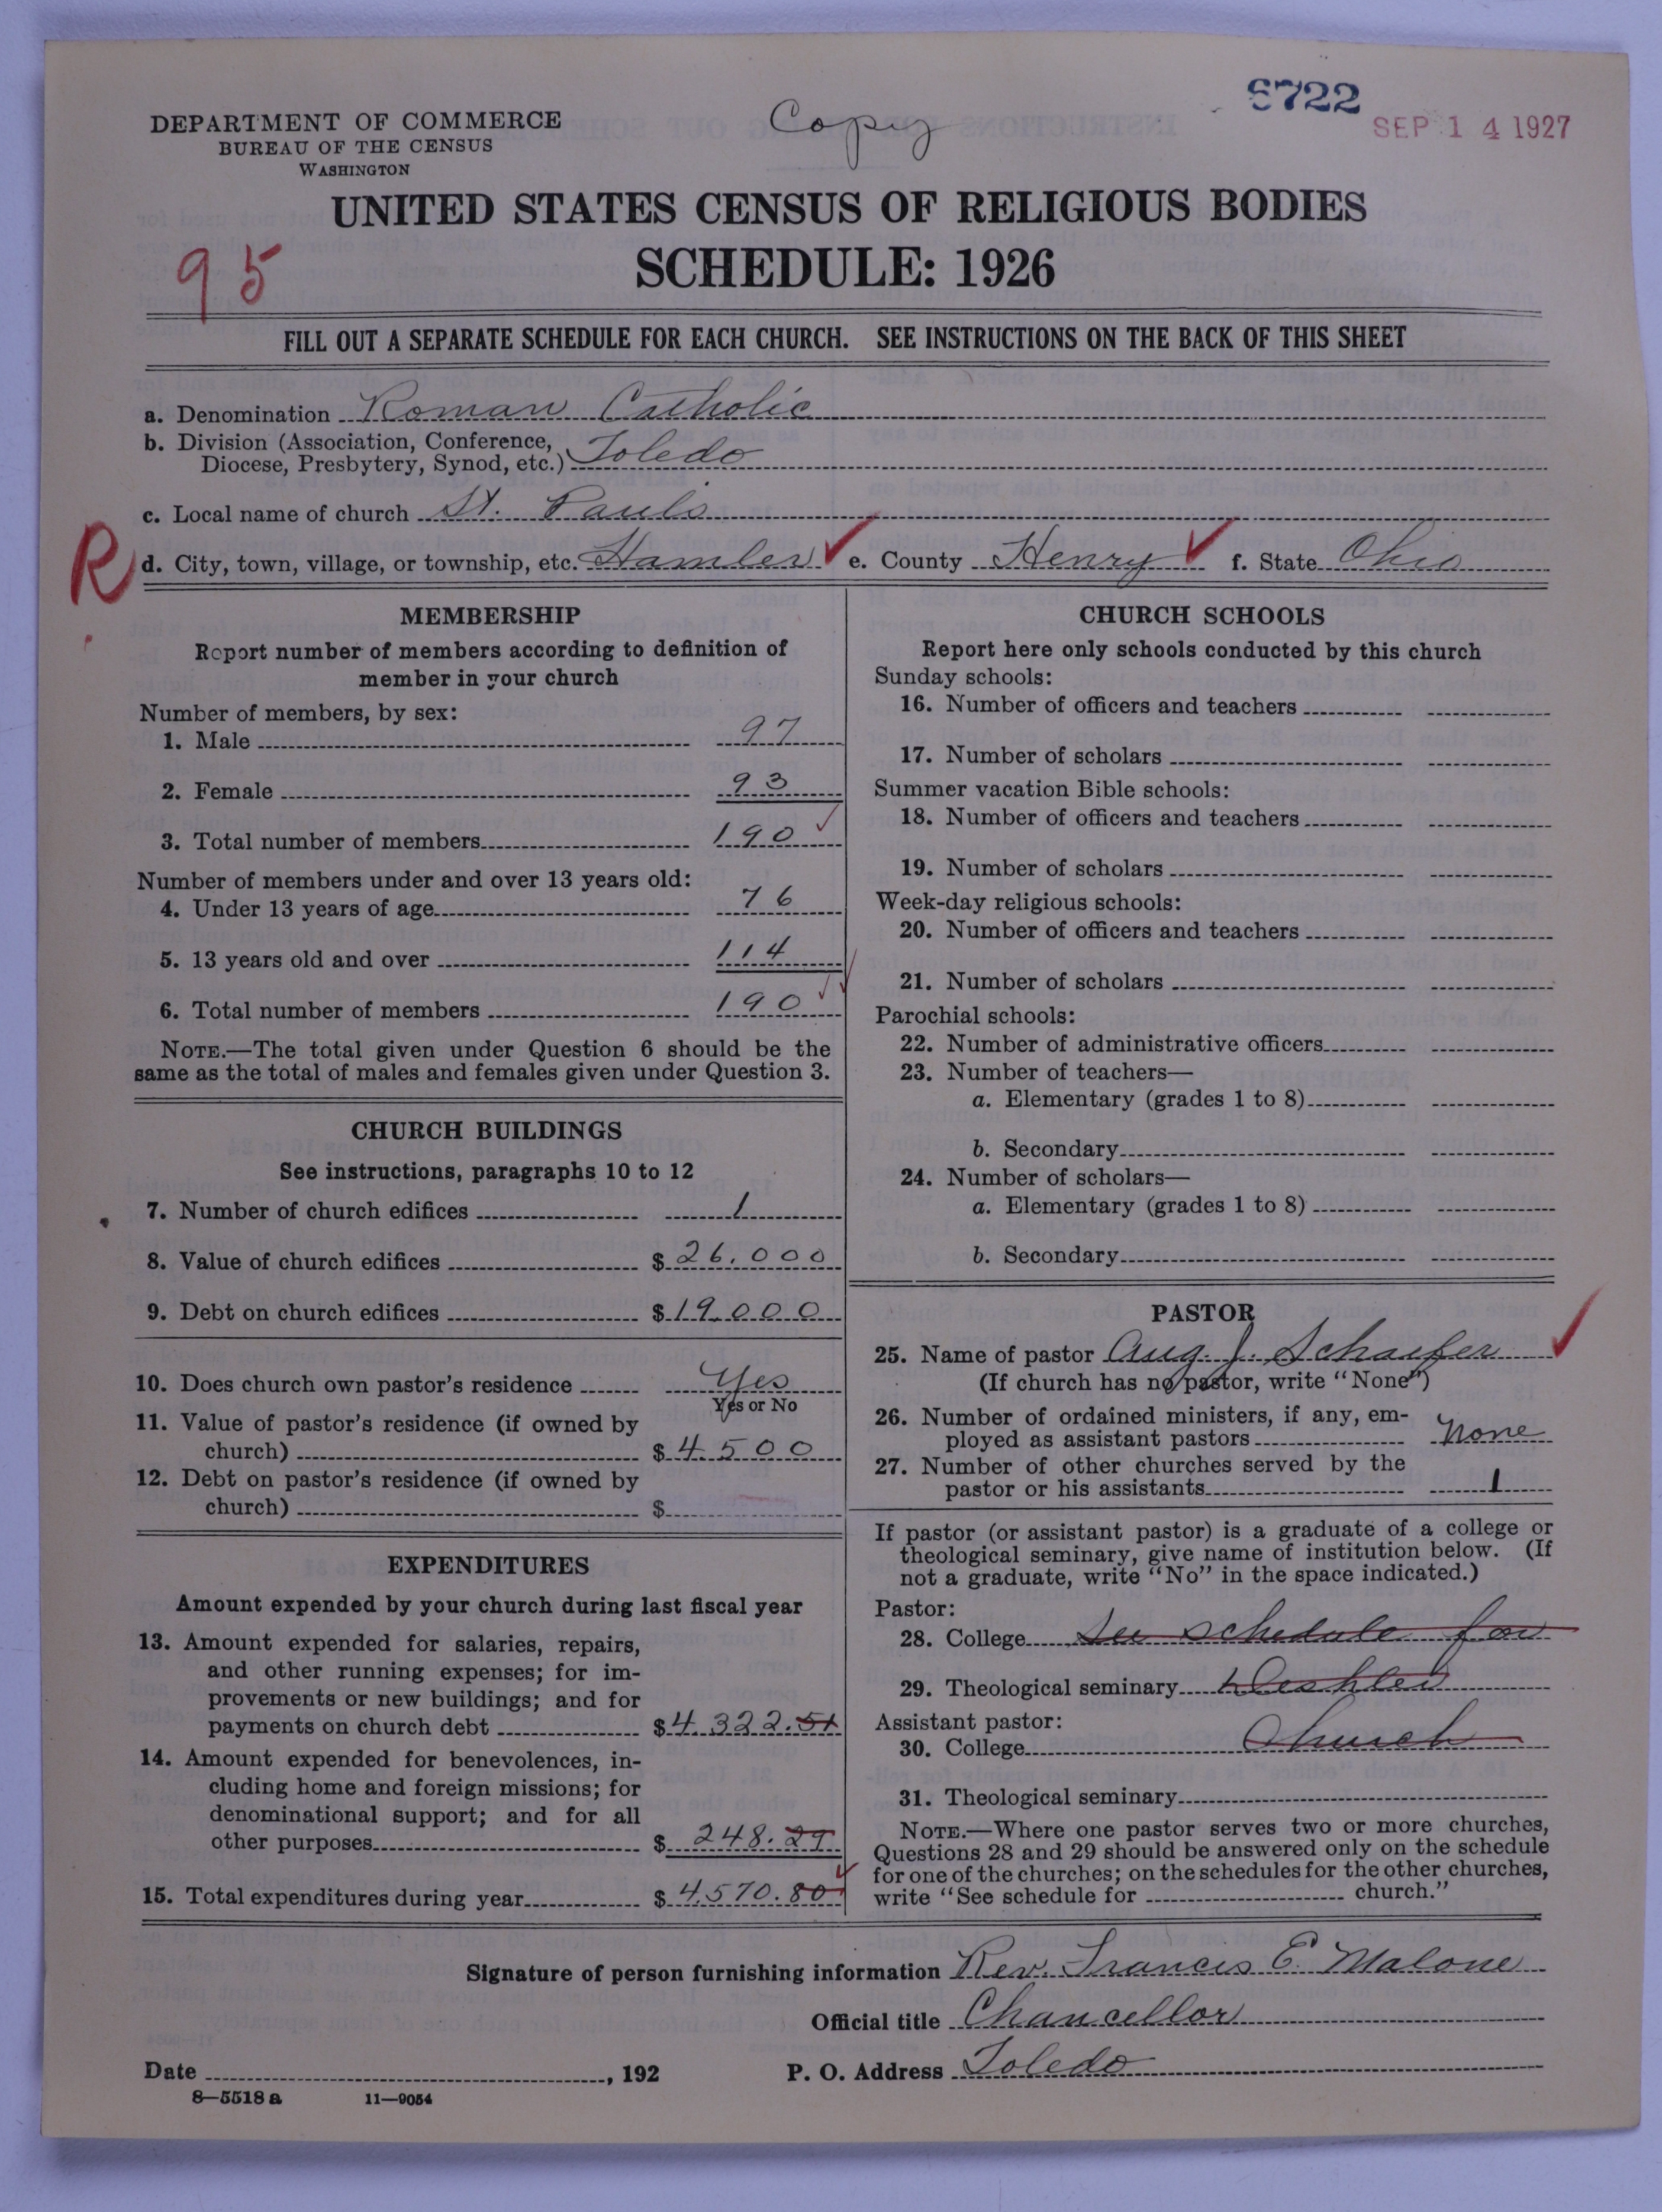 6722
SEP 14 1927
Copy
DEPARTMENT OF COMMERCE
BUREAU OF THE CENSUS
WASHINGTON
UNITED STATES CENSUS OF RELIGIOUS BODIES
SCHEDULE: 1926
95
FILL OUT A SEPARATE SCHEDULE FOR EACH CHURCH. SEE INSTRUCTIONS ON THE BACK OF THIS SHEET
a. Denomination Roman Catholic
b. Division (Association, Conference,
Diocese, Presbytery, Synod, etc.) Toledo
c. Local name of church St. Paul's
R
d. City, town, village, or township, etc. Hamler e. County Henry f. State Ohio
MEMBERSHIP
Report number of members according to definition of
member in your church
Number of members, by sex:
1. Male 97
2. Female 93
3. Total number of members 190
Number of members under and over 13 years old:
4. Under 13 years of age 76
5. 13 years old and over 114
6. Total number of members 190
NOTE.—The total given under Question 6 should be the
same as the total of males and females given under Question 3.
CHURCH BUILDINGS
See instructions, paragraphs 10 to 12
7. Number of church edifices 1
8. Value of church edifices $26,000
9. Debt on church edifices $19,000
10. Does church own pastor's residence Yes
Yes or No
11. Value of pastor's residence (if owned by
church) $4500
12. Debt on pastor's residence (if owned by
church) $
EXPENDITURES
Amount expended by your church during last fiscal year
13. Amount expended for salaries, repairs,
and other running expenses; for im-
provements or new buildings; and for
payments on church debt $4,322.51
14. Amount expended for benevolences, in-
cluding home and foreign missions; for
denominational support; and for all
other purposes $248.29
15. Total expenditures during year $4,570.80
CHURCH SCHOOLS
Report here only schools conducted by this church
Sunday schools:
16. Number of officers and teachers
17. Number of scholars
Summer vacation Bible schools:
18. Number of officers and teachers
19. Number of scholars
Week-day religious schools:
20. Number of officers and teachers
21. Number of scholars
Parochial schools:
22. Number of administrative officers
23. Number of teachers—
a. Elementary (grades 1 to 8)
b. Secondary
24. Number of scholars—
a. Elementary (grades 1 to 8)
b. Secondary
PASTOR
25. Name of pastor Aug. J. Schaefer
(If church has no pastor, write "None")
26. Number of ordained ministers, if any, em-
ployed as assistant pastors None
27. Number of other churches served by the
pastor or his assistants 1
If pastor (or assistant pastor) is a graduate of a college or
theological seminary, give name of institution below. (If
not a graduate, write "No" in the space indicated.)
Pastor:
28. College See schedule for
29. Theological seminary Deshler
Assistant pastor:
30. College Church
31. Theological seminary
NOTE.—Where one pastor serves two or more churches,
Questions 28 and 29 should be answered only on the schedule
for one of the churches; on the schedules for the other churches,
write "See schedule for church."
Signature of person furnishing information Rev. Francis E. Malone
Official title Chancellor
Date , 192 P. O. Address Toledo
8—5518a 11—9054